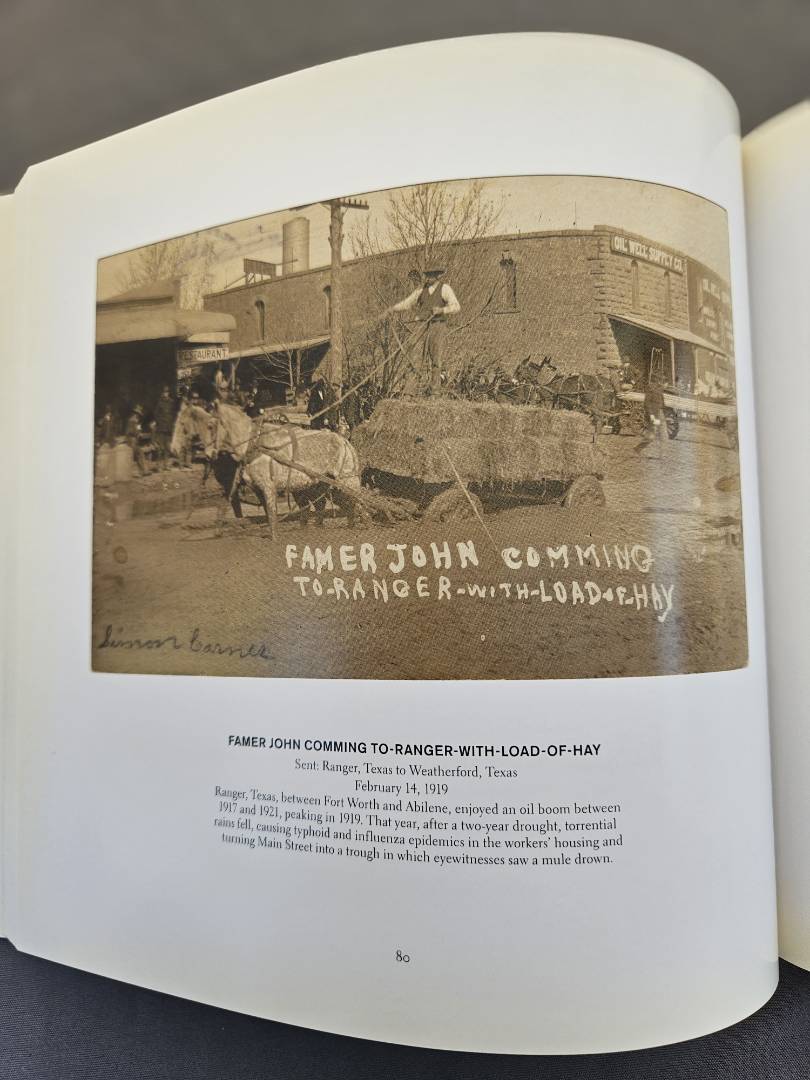 OIL WELL SUPPLY CO.
RESTAURANT
FAMER JOHN COMMING
TO-RANGER-WITH-LOAD-OF-HAY
Simon Carnes
FAMER JOHN COMMING TO-RANGER-WITH-LOAD-OF-HAY
Sent: Ranger, Texas to Weatherford, Texas
February 14, 1919
Ranger, Texas, between Fort Worth and Abilene, enjoyed an oil boom between
1917 and 1921, peaking in 1919. That year, after a two-year drought, torrential
rains fell, causing typhoid and influenza epidemics in the workers' housing and
turning Main Street into a trough in which eyewitnesses saw a mule drown.
80